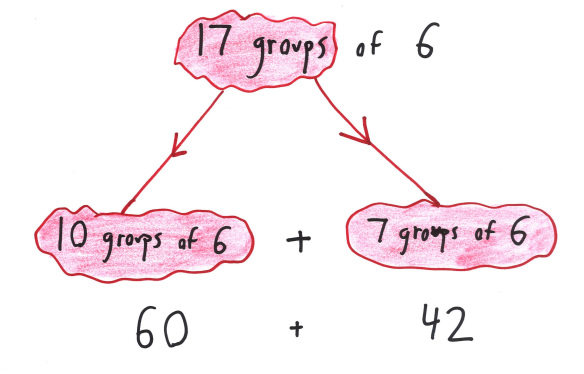 17 groups of 6
10 groups of 6 + 7 groups of 6
60 + 42